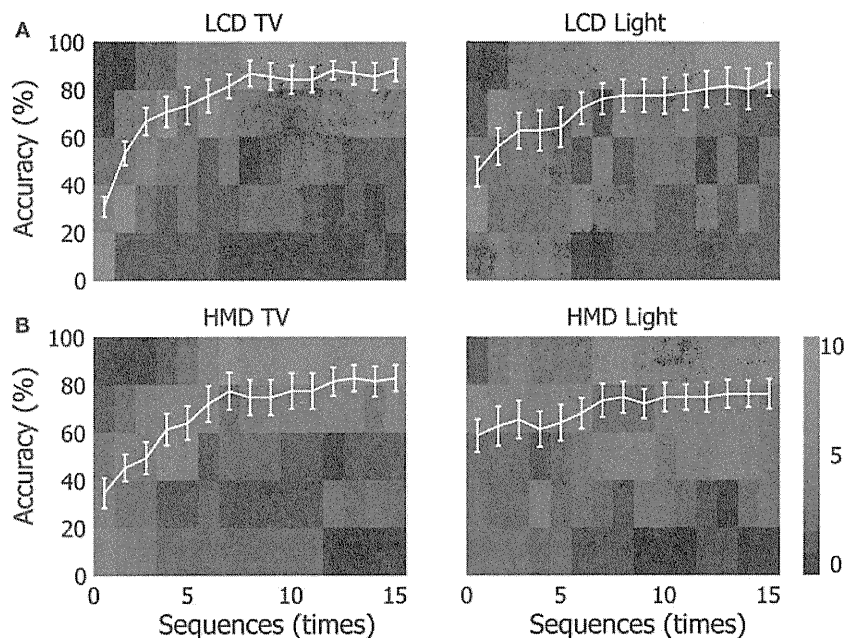 A
LCD TV
LCD Light
Accuracy (%)
100
80
60
40
20
0
B
HMD TV
HMD Light
Accuracy (%)
100
80
60
40
20
0
0 5 10 15
Sequences (times)
0 5 10 15
Sequences (times)
10
5
0